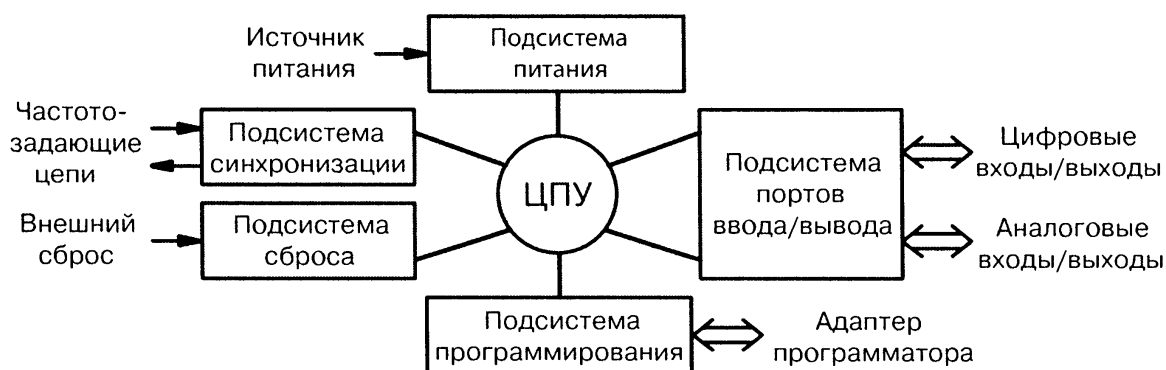 Источник
питания
Подсистема
питания
Частото-
задающие
цепи
Подсистема
синхронизации
ЦПУ
Подсистема
портов
ввода/вывода
Цифровые
входы/выходы
Внешний
сброс
Подсистема
сброса
Аналоговые
входы/выходы
Подсистема
программирования
Адаптер
программатора